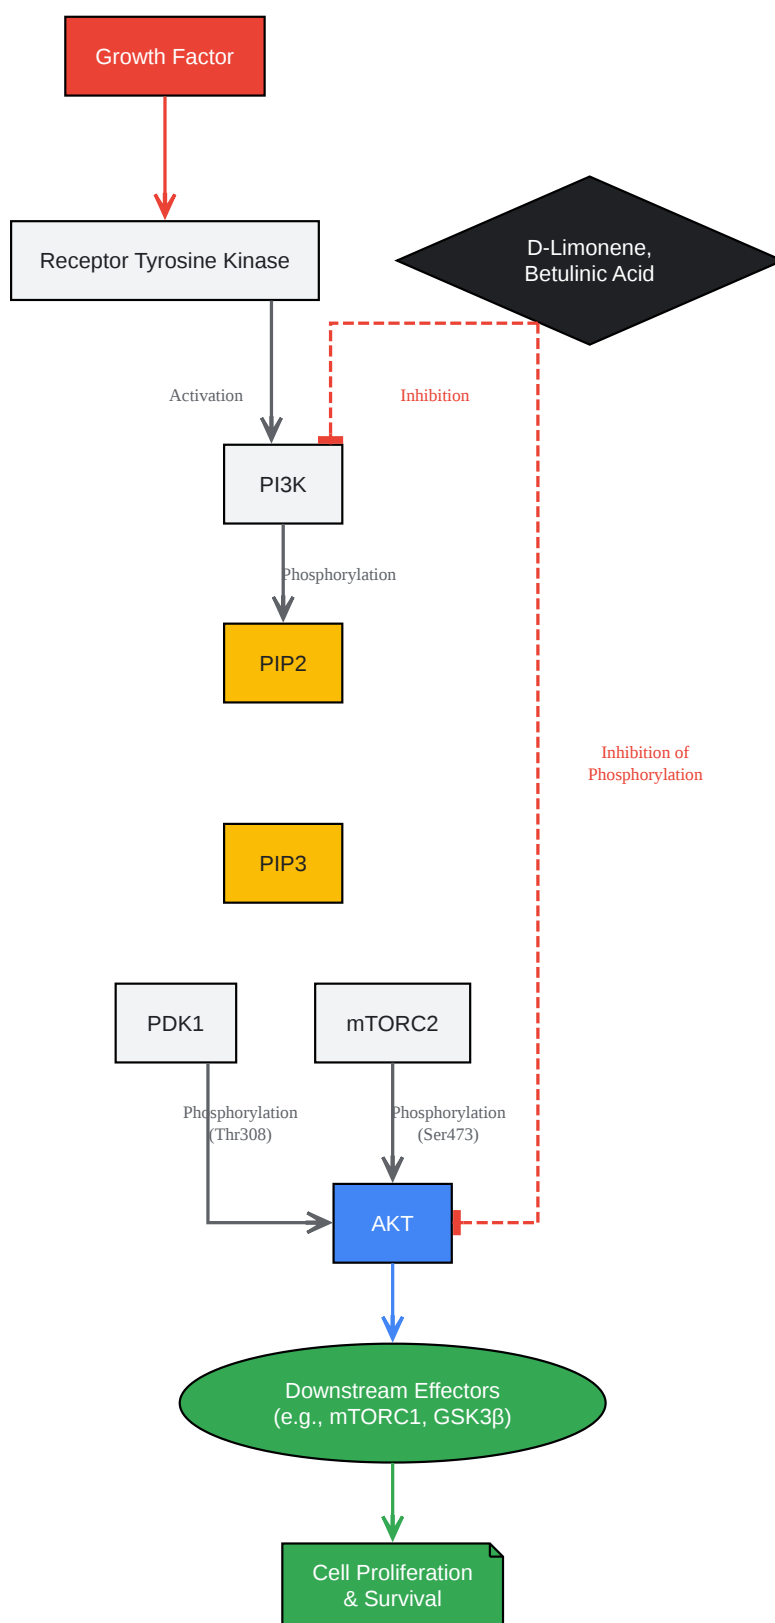 Growth Factor
D-Limonene,
Betulinic Acid
Receptor Tyrosine Kinase
Activation
Inhibition
PI3K
Phosphorylation
PIP2
Inhibition of
Phosphorylation
PIP3
PDK1
mTORC2
Phosphorylation
(Thr308)
Phosphorylation
(Ser473)
AKT
Downstream Effectors
(e.g., mTORC1, GSK3β)
Cell Proliferation
& Survival